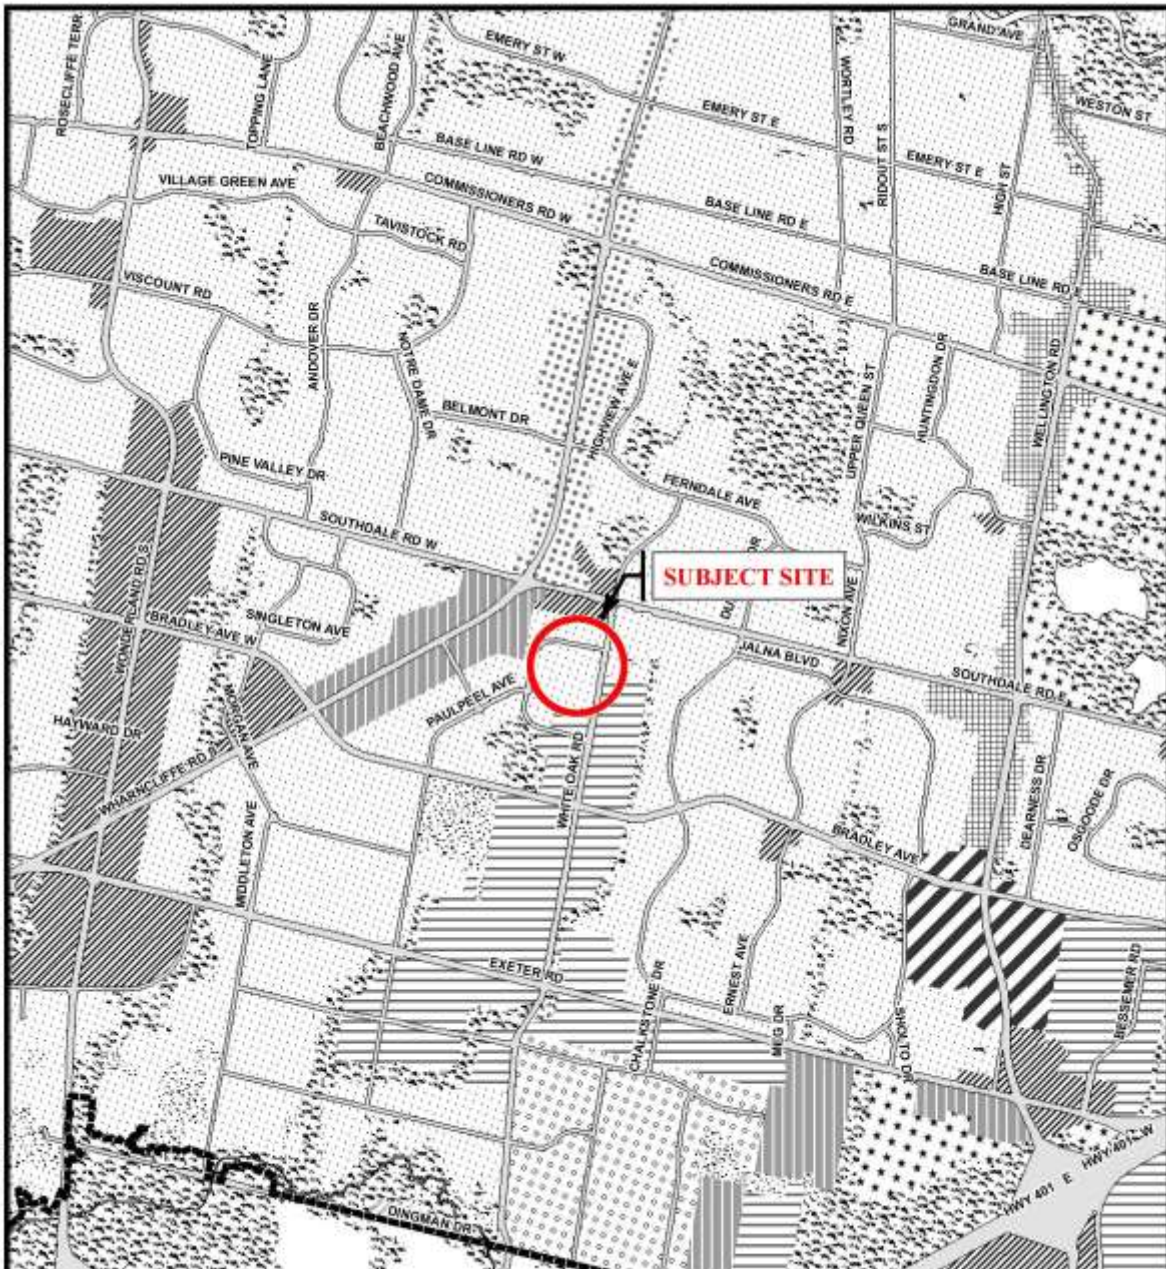 GRAND AVE
ROSECLIFFE TERR
TOPPING LANE
BEACHWOOD AVE
EMERY ST W
WORTLEY RD
EMERY ST E
WESTON ST
RIDOUT ST S
BASE LINE RD W
EMERY ST E
HIGH ST
VILLAGE GREEN AVE
COMMISSIONERS RD W
BASE LINE RD E
TAVISTOCK RD
COMMISSIONERS RD E
BASE LINE RD E
VISCOUNT RD
ANDOVER DR
NOTRE DAME DR
HIGHVIEW AVE E
HUNTINGDON DR
WELLINGTON RD
UPPER QUEEN ST
BELMONT DR
PINE VALLEY DR
FERNDALE AVE
SOUTHDALE RD W
WILKINS ST
SUBJECT SITE
WONDERLAND RD S
NIXON AVE
BRADLEY AVE W
SINGLETON AVE
JALNA BLVD
SOUTHDALE RD E
PAULPEEL AVE
HAYWARD DR
MORGAN AVE
WHARNCLIFFE RD S
WHITE OAK RD
DEARNESS DR
OSGOODE DR
MIDDLETON AVE
BRADLEY AVE
EXETER RD
ERNEST AVE
CHALKSTONE DR
BESSEMER RD
MEG DR
SHOLTO DR
HWY 401 W
HWY 401 E
DINGMAN DR